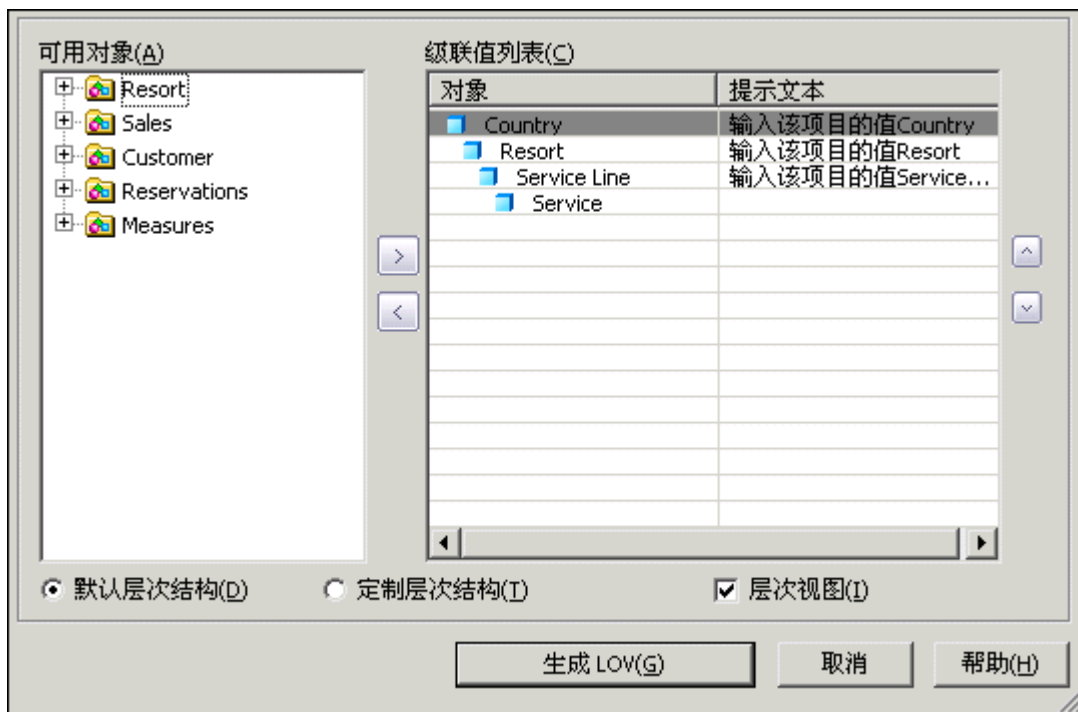 可用对象(A)
级联值列表(C)
Resort
Sales
Customer
Reservations
Measures
对象 提示文本
Country 输入该项目的值Country
Resort 输入该项目的值Resort
Service Line 输入该项目的值Service...
Service
>
<
默认层次结构(D) 定制层次结构(T) 层次视图(I)
生成 LOV(G) 取消 帮助(H)